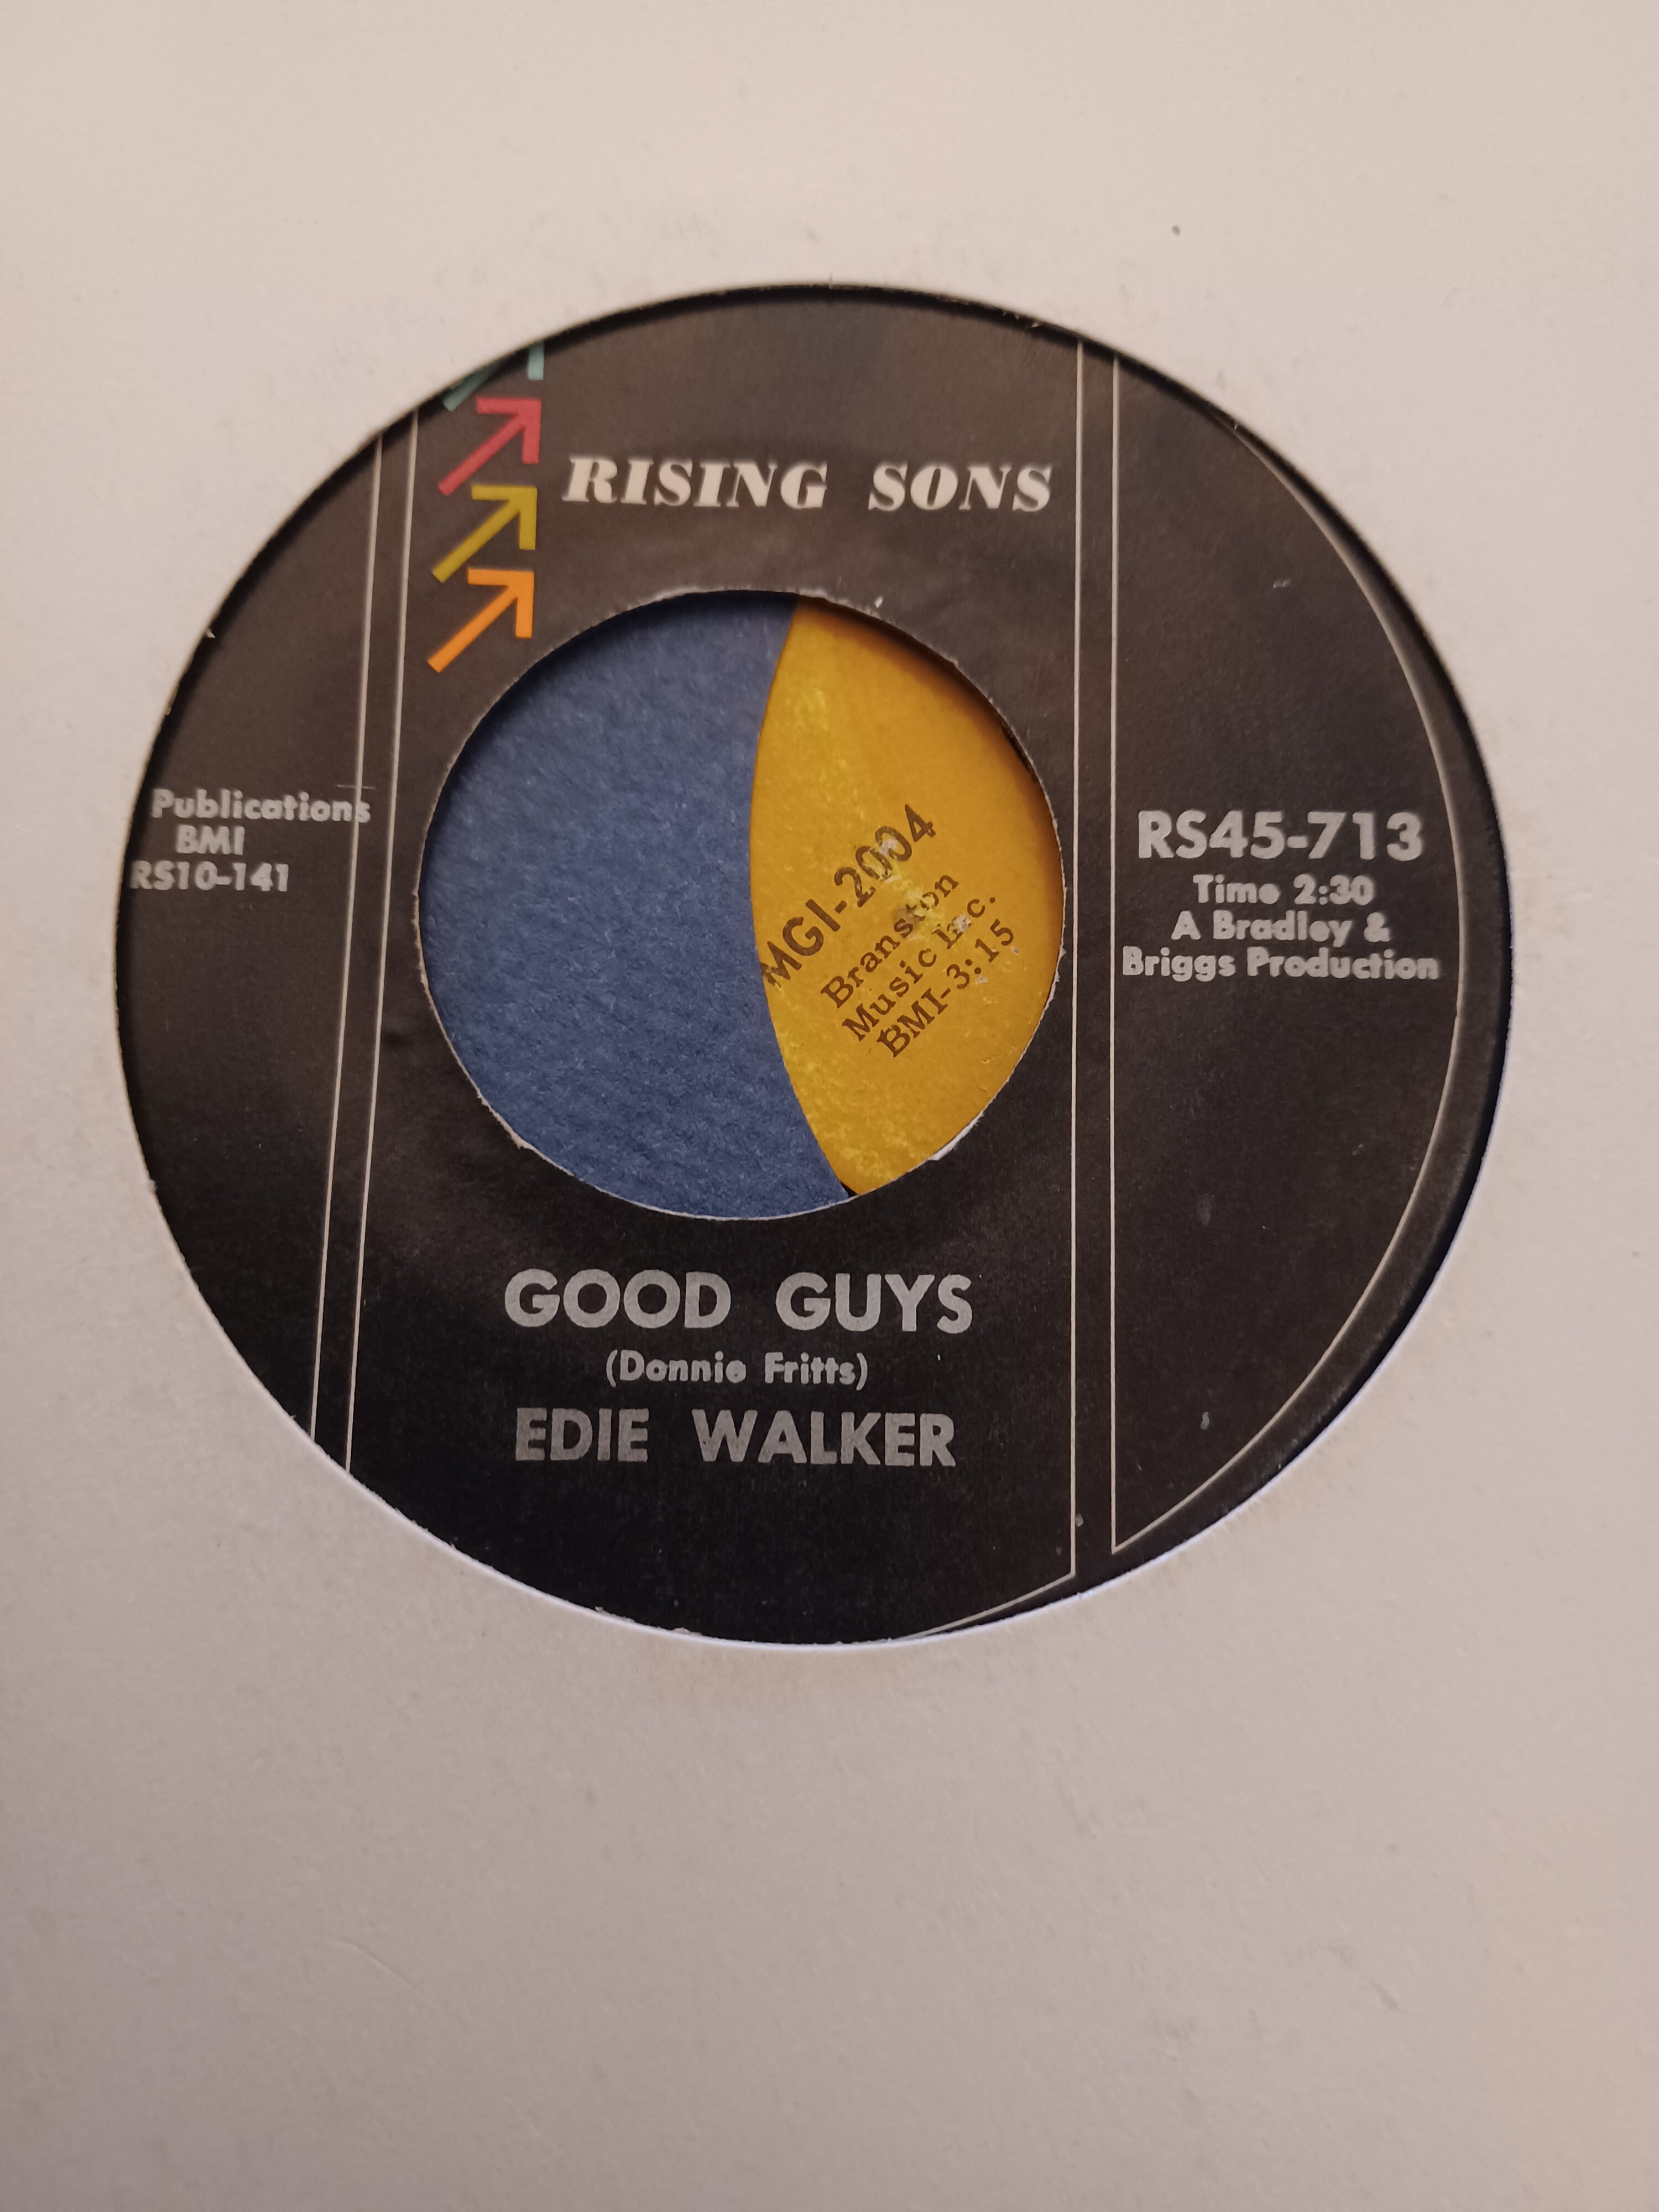 RISING SONS
Publications
BMI
RS10-141
RS45-713
Time 2:30
A Bradley &
Briggs Production
MGI-2004
Branston
Music Inc.
BMI-3:15
GOOD GUYS
(Donnie Fritts)
EDIE WALKER